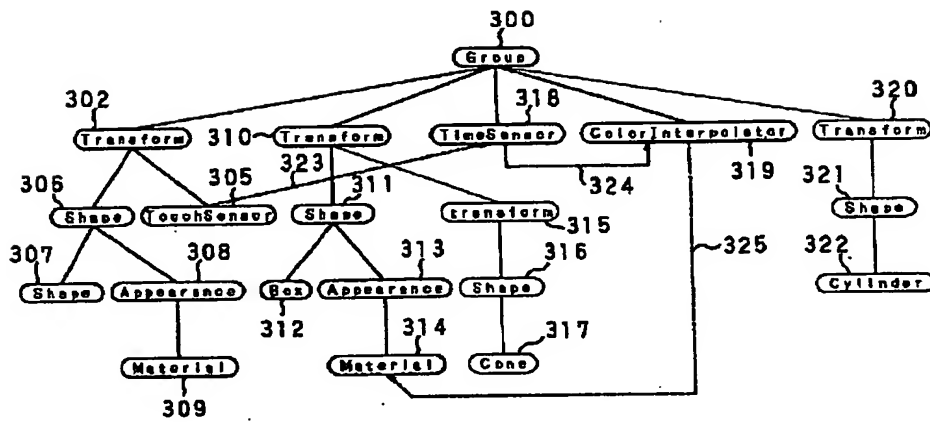 300
Group
302
318
320
310
Transform
Transform
TimeSensor
ColorInterpolator
Transform
323
324
319
306
305
311
321
Shape
TouchSensor
Shape
transform
Shape
315
325
307
308
313
316
322
Shape
Appearance
Box
Appearance
Shape
Cylinder
312
314
317
Material
Material
Cone
309